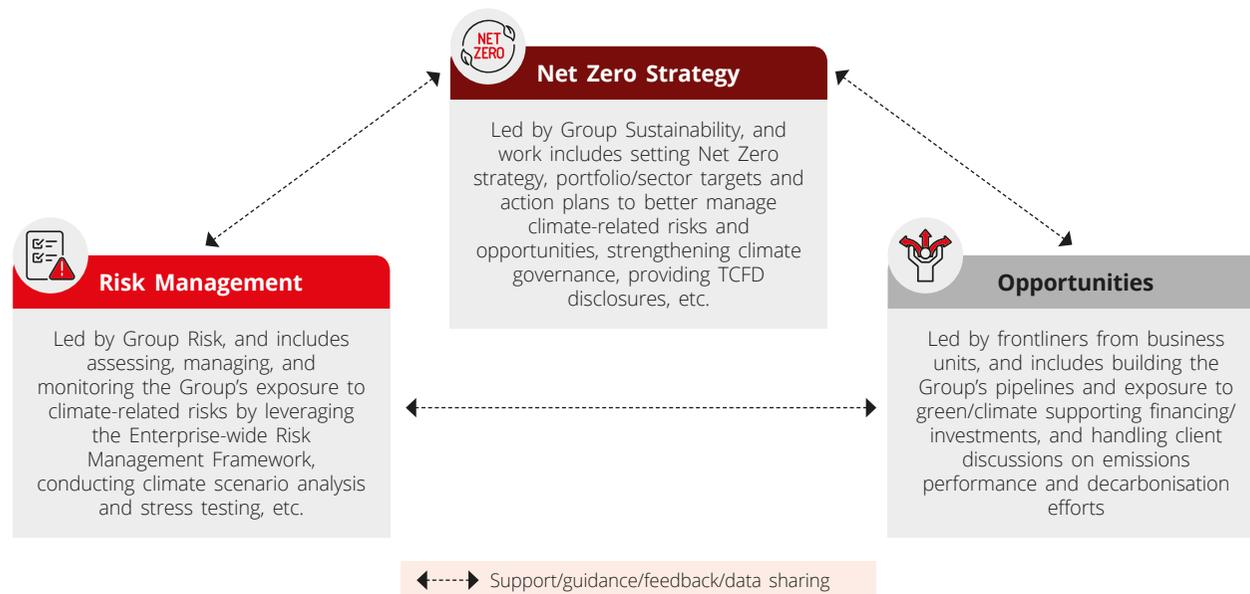 NET
ZERO
Net Zero Strategy
Led by Group Sustainability, and
work includes setting Net Zero
strategy, portfolio/sector targets and
action plans to better manage
climate-related risks and
opportunities, strengthening climate
governance, providing TCFD
disclosures, etc.
Risk Management
Led by Group Risk, and includes
assessing, managing, and
monitoring the Group's exposure to
climate-related risks by leveraging
the Enterprise-wide Risk
Management Framework,
conducting climate scenario analysis
and stress testing, etc.
Opportunities
Led by frontliners from business
units, and includes building the
Group's pipelines and exposure to
green/climate supporting financing/
investments, and handling client
discussions on emissions
performance and decarbonisation
efforts
Support/guidance/feedback/data sharing